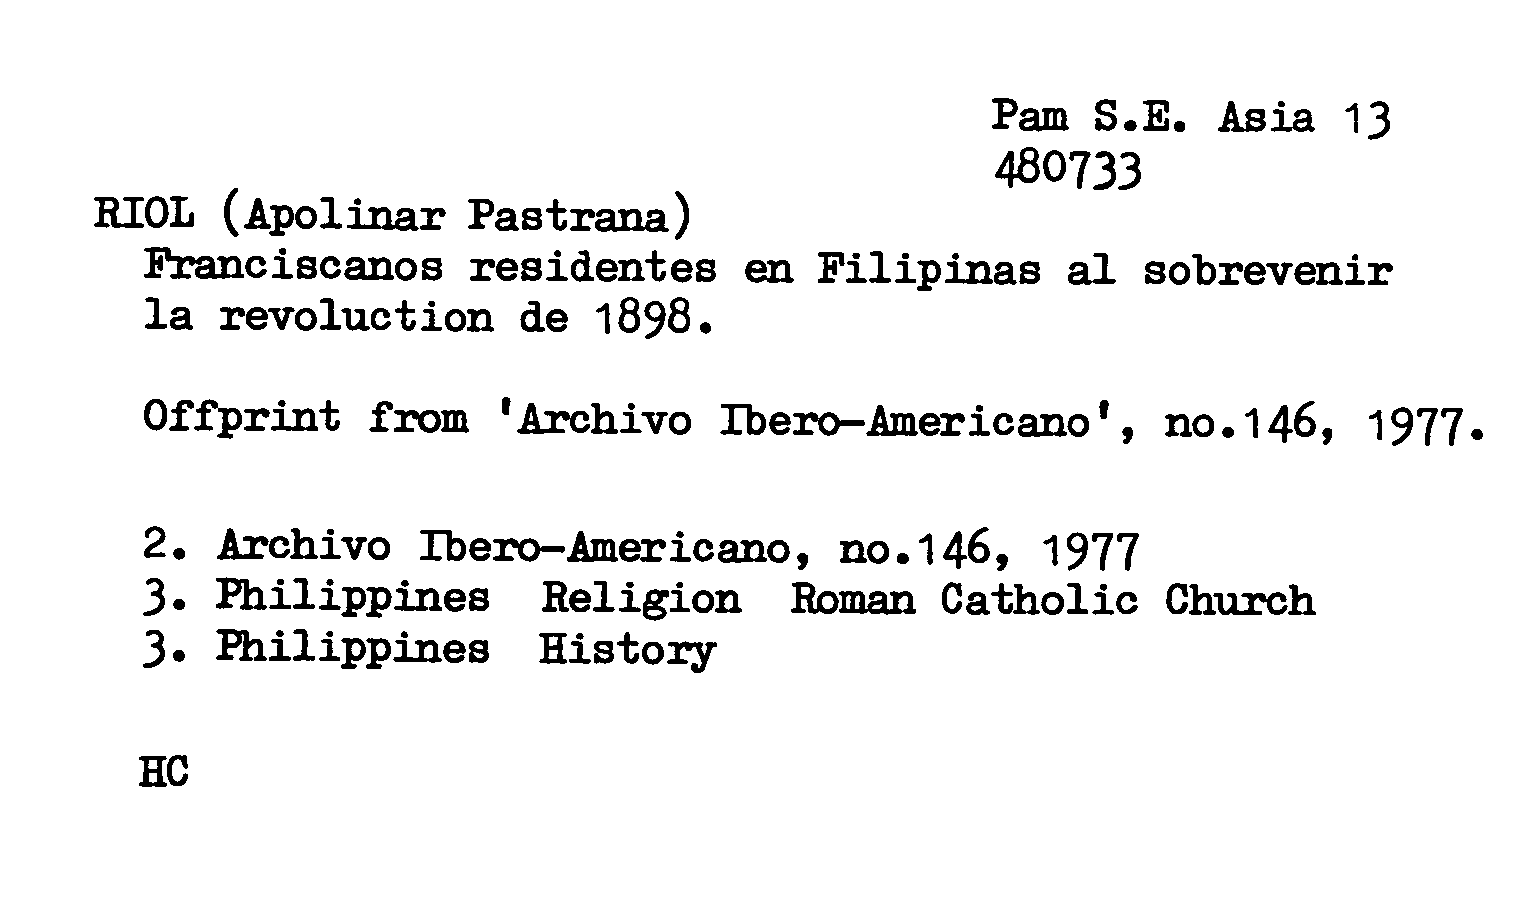 Pam S.E. Asia 13
480733
RIOL (Apolinar Pastrana)
Franciscanos residentes en Filipinas al sobrevenir
la revoluction de 1898.
Offprint from 'Archivo Ibero-Americano', no.146, 1977.
2. Archivo Ibero-Americano, no.146, 1977
3. Philippines Religion Roman Catholic Church
3. Philippines History
HC